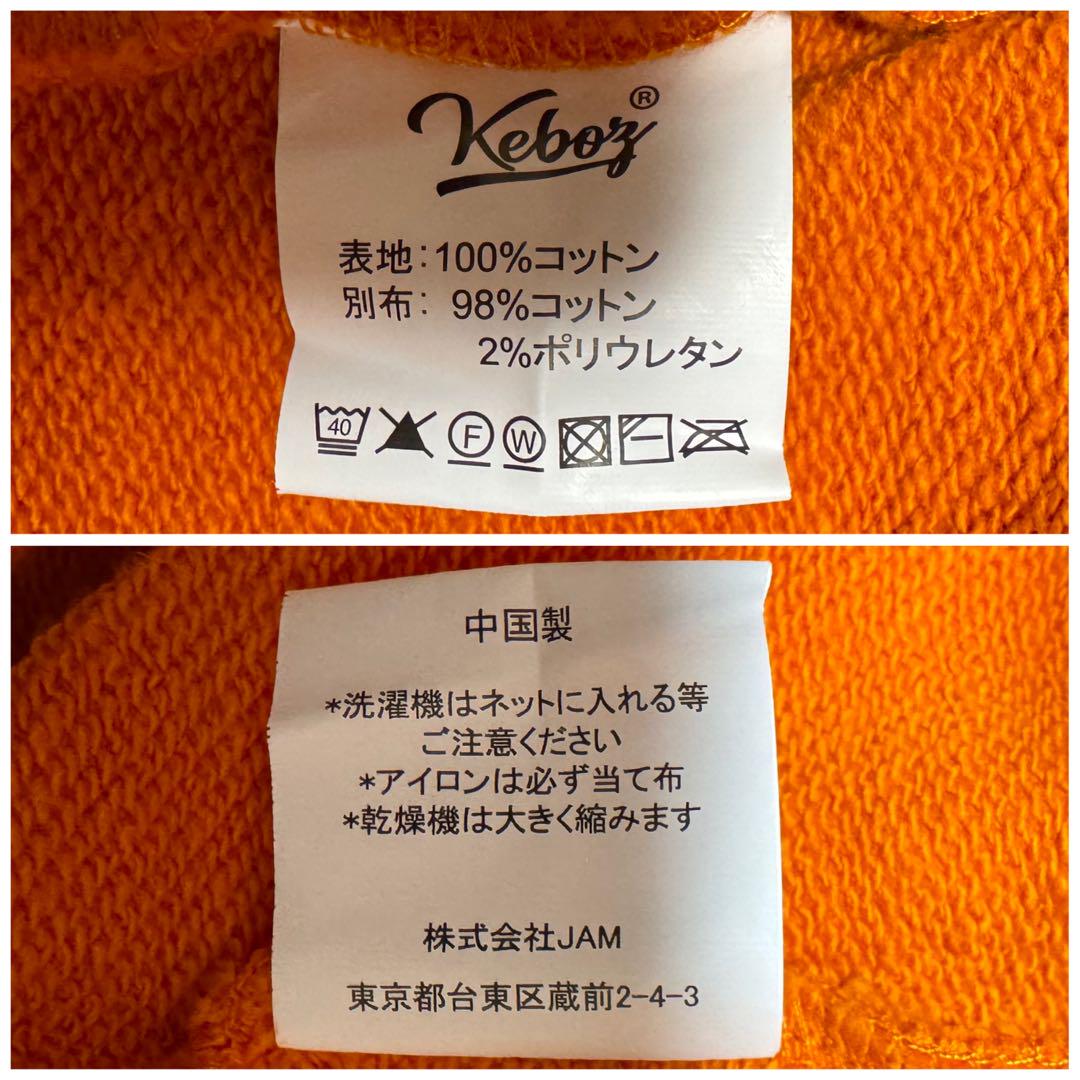 Keboz®
表地:100%コットン
別布: 98%コットン
2%ポリウレタン
40 F W
中国製
*洗濯機はネットに入れる等
ご注意ください
*アイロンは必ず当て布
*乾燥機は大きく縮みます
株式会社JAM
東京都台東区蔵前2-4-3